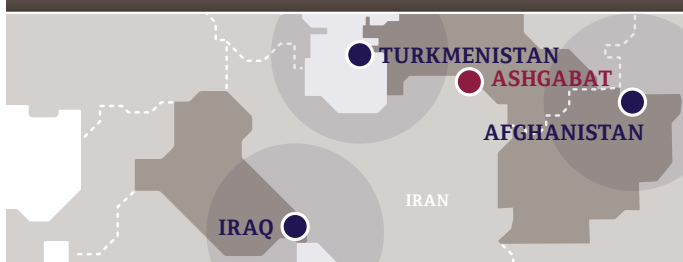 TURKMENISTAN
ASHGABAT
AFGHANISTAN
IRAN
IRAQ